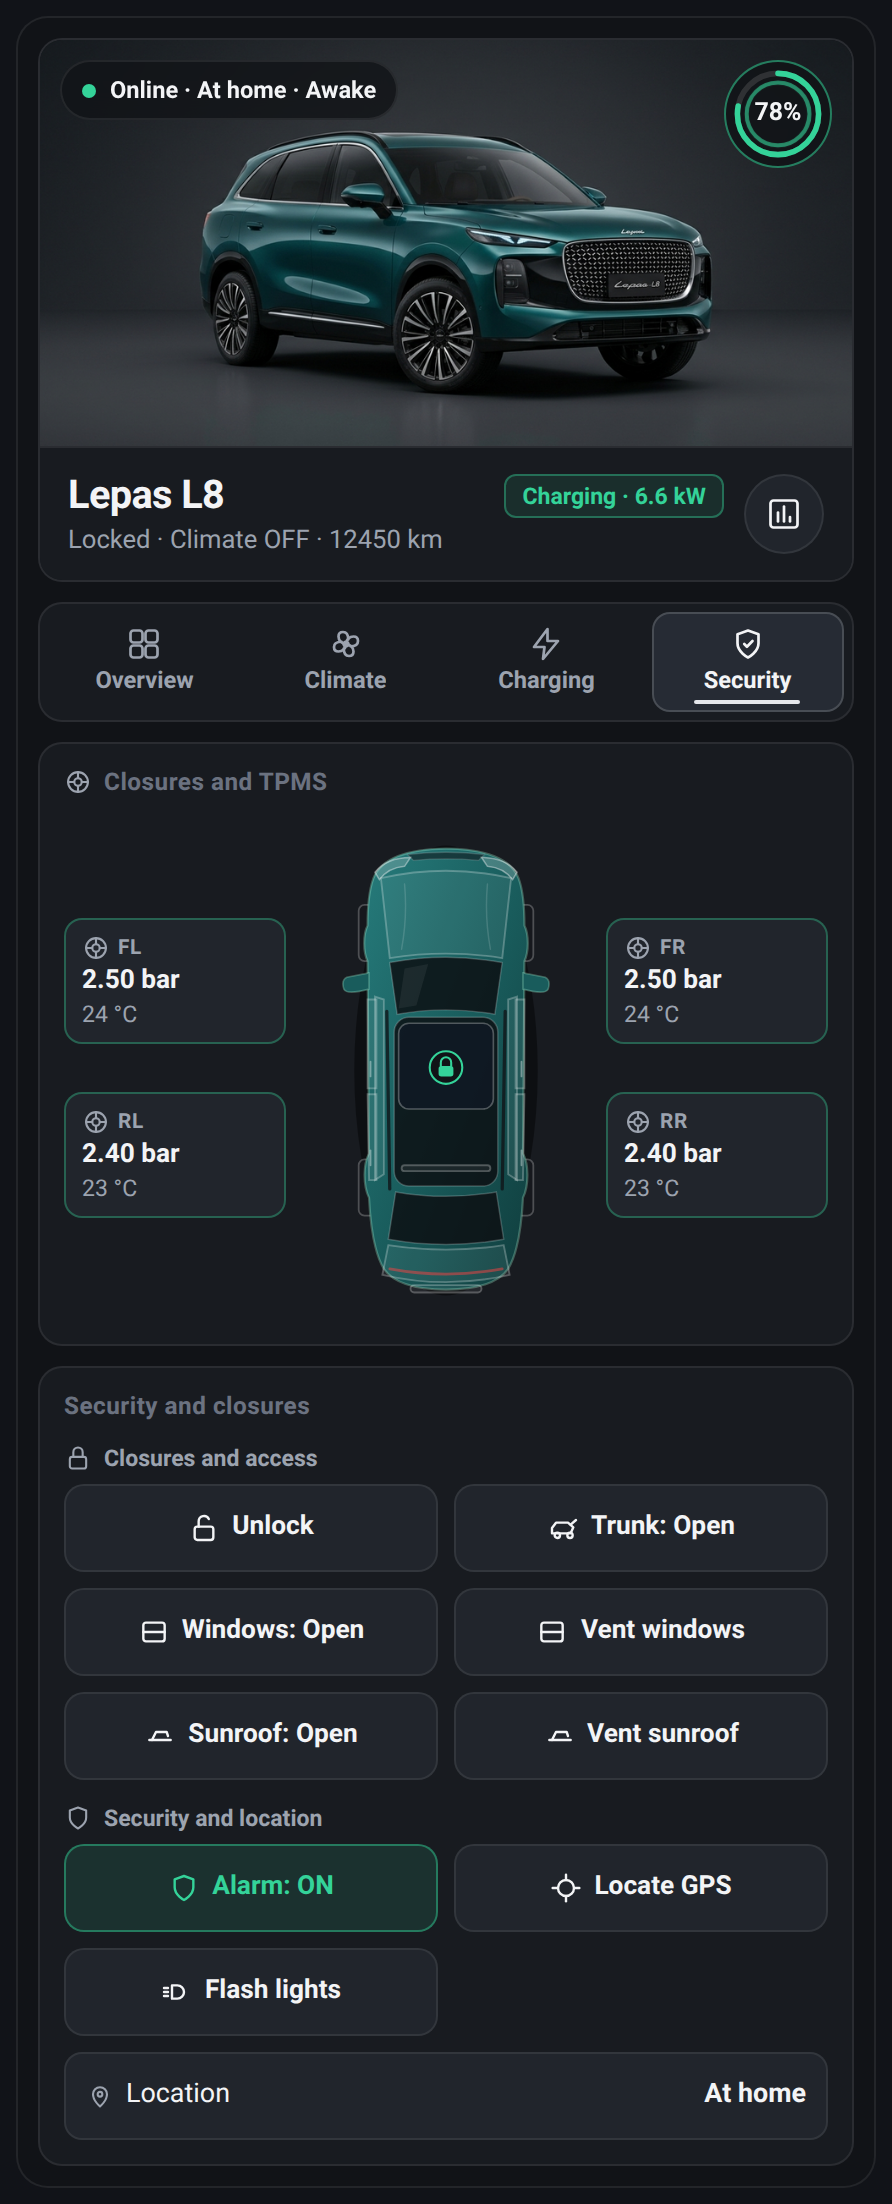 Online · At home · Awake
78%
Lepas
Lepas L8
Lepas L8
Charging · 6.6 kW
Locked · Climate OFF · 12450 km
Overview
Climate
Charging
Security
Closures and TPMS
FL
2.50 bar
24 °C
FR
2.50 bar
24 °C
RL
2.40 bar
23 °C
RR
2.40 bar
23 °C
Security and closures
Closures and access
Unlock
Trunk: Open
Windows: Open
Vent windows
Sunroof: Open
Vent sunroof
Security and location
Alarm: ON
Locate GPS
Flash lights
Location
At home